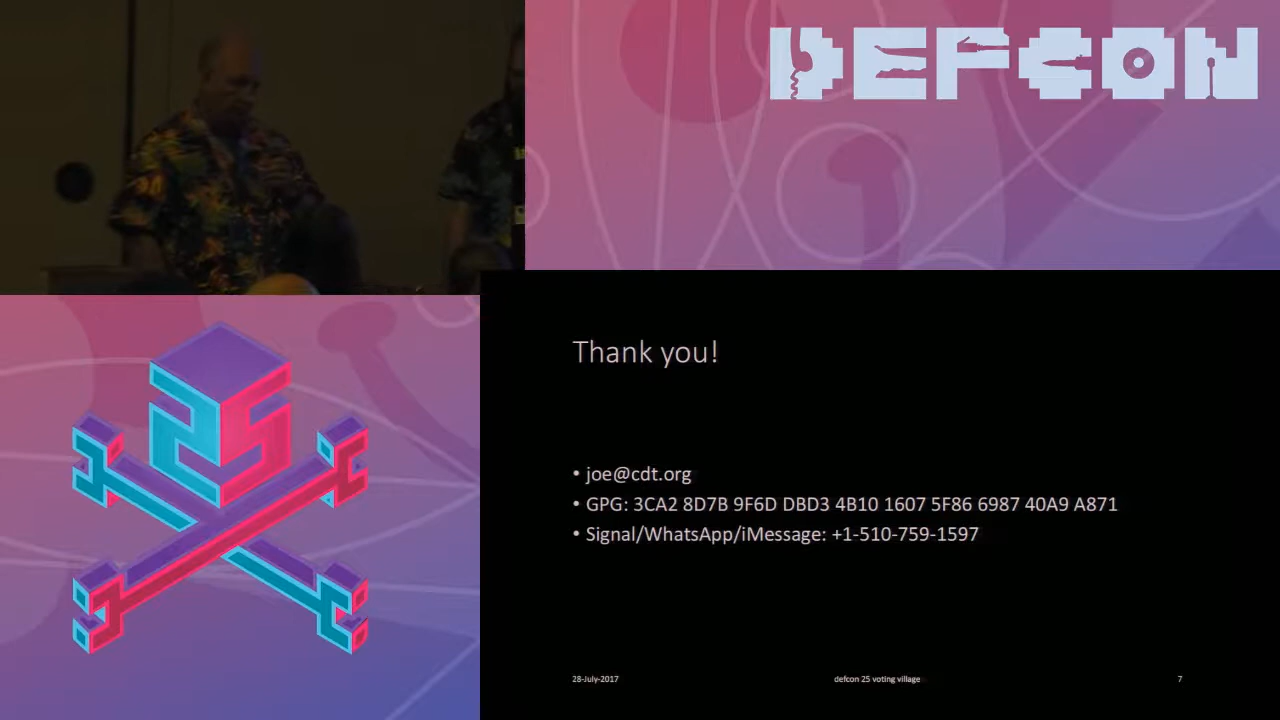 DEFCON
25
Thank you!
• joe@cdt.org
• GPG: 3CA2 8D7B 9F6D DBD3 4B10 1607 5F86 6987 40A9 A871
• Signal/WhatsApp/iMessage: +1-510-759-1597
28-July-2017 defcon 25 voting village 7